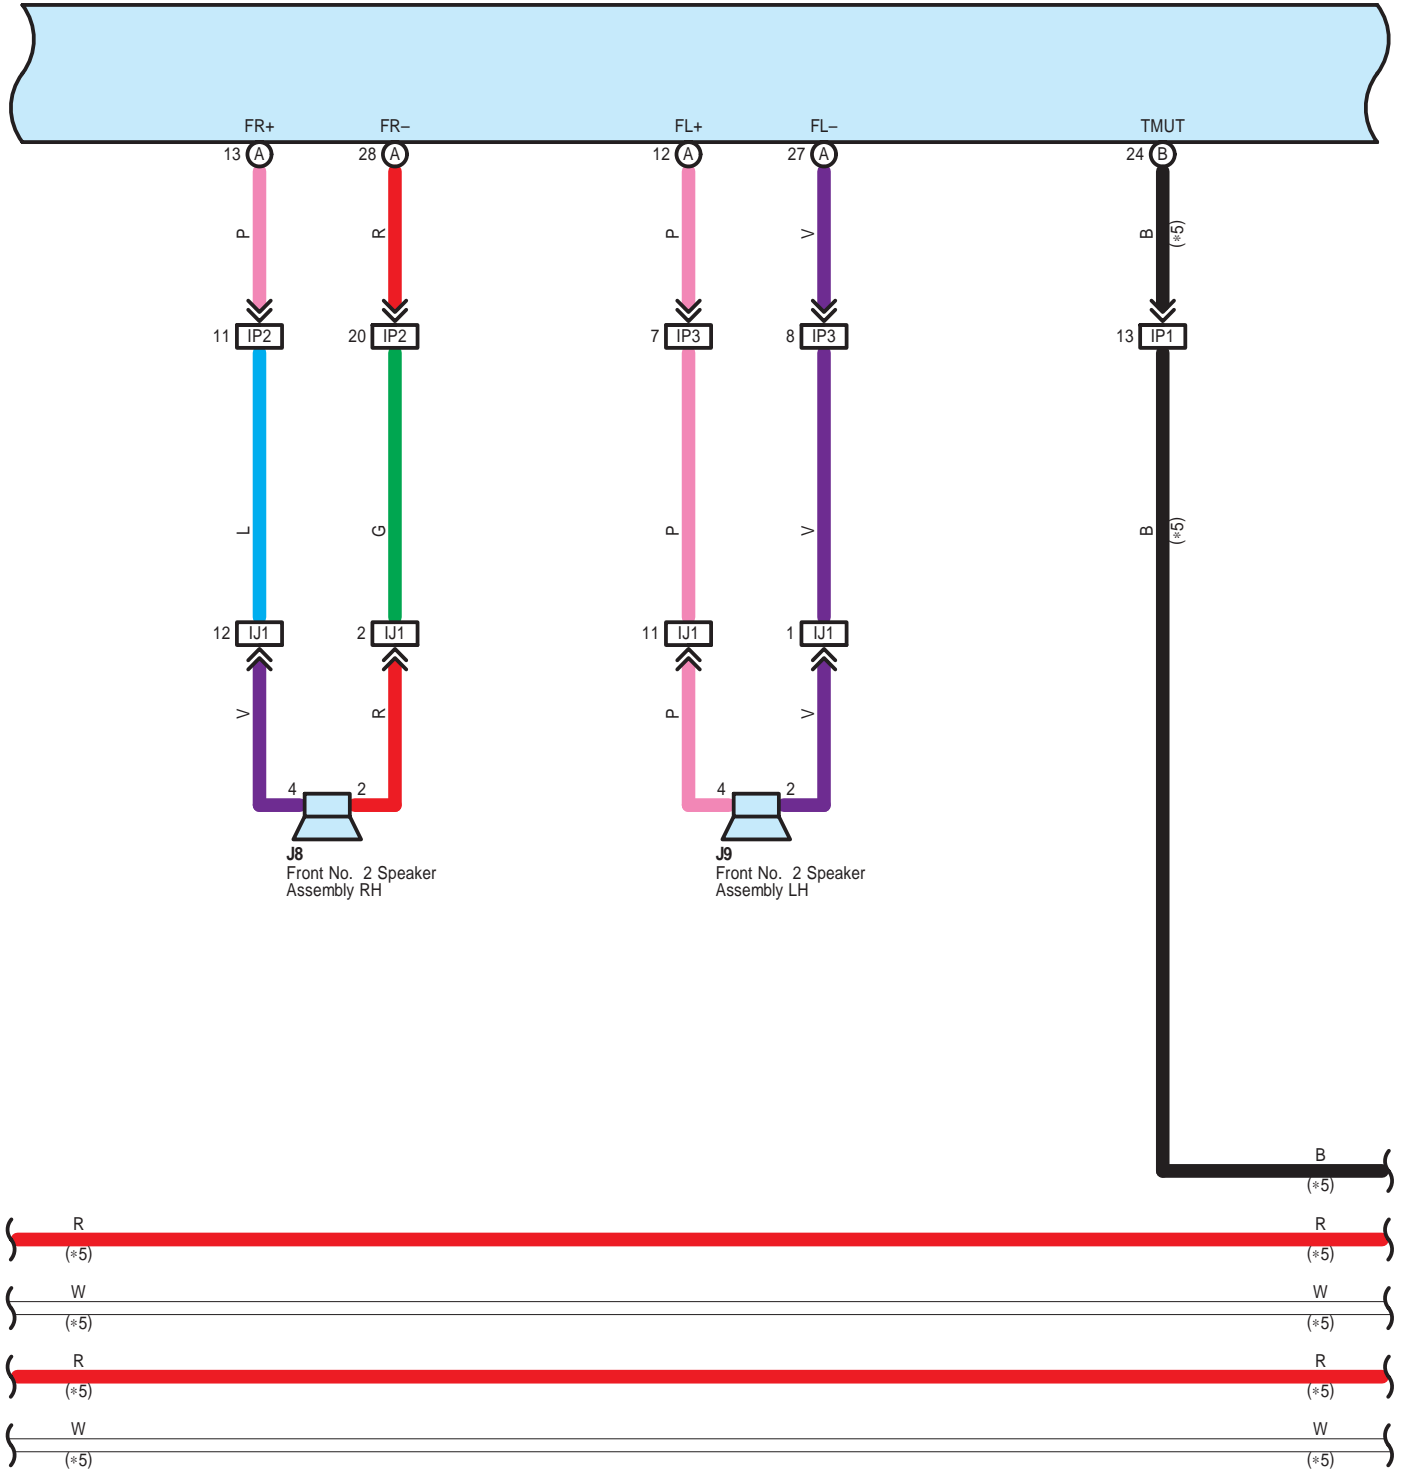 FR+ FR– FL+ FL– TMUT
13 A 28 A 12 A 27 A 24 B
P R P V B (∗5)
11 IP2 20 IP2 7 IP3 8 IP3 13 IP1
L G P V B (∗5)
12 IJ1 2 IJ1 11 IJ1 1 IJ1
V R P V
4 2 4 2
J8
Front No. 2 Speaker
Assembly RH
J9
Front No. 2 Speaker
Assembly LH
B
(∗5)
R R
(∗5) (∗5)
W W
(∗5) (∗5)
R R
(∗5) (∗5)
W W
(∗5) (∗5)